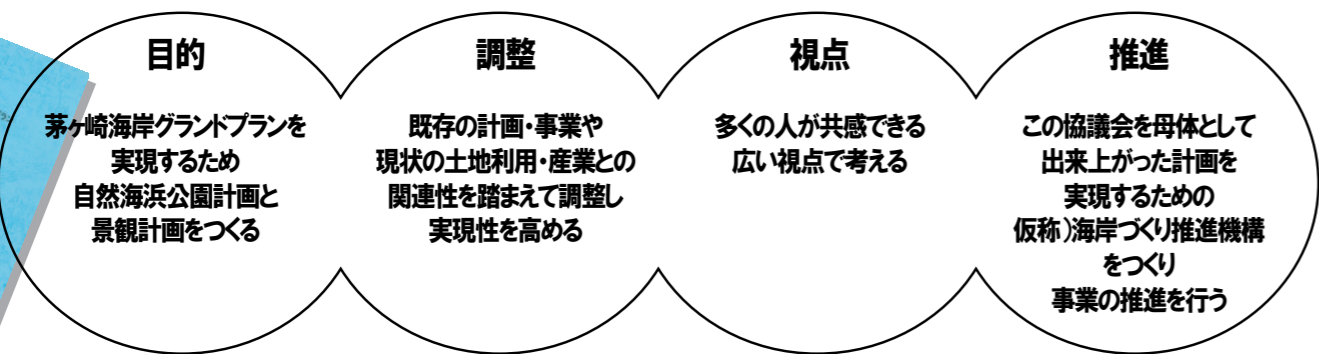 目的
茅ヶ崎海岸グランドプランを
実現するため
自然海浜公園計画と
景観計画をつくる
調整
既存の計画・事業や
現状の土地利用・産業との
関連性を踏まえて調整し
実現性を高める
視点
多くの人が共感できる
広い視点で考える
推進
この協議会を母体として
出来上がった計画を
実現するための
仮称)海岸づくり推進機構
をつくり
事業の推進を行う